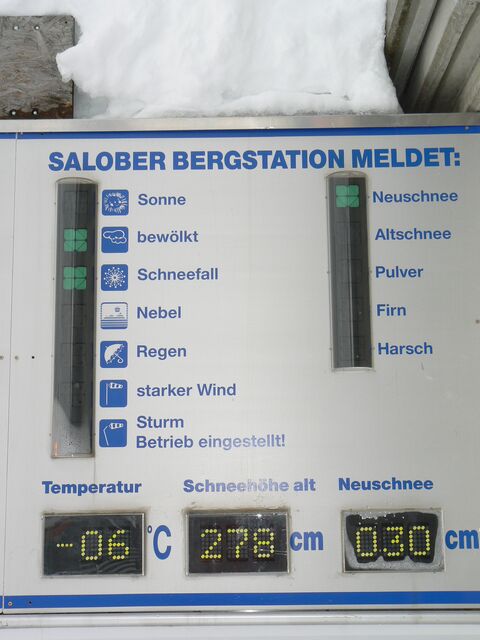 SALOBER BERGSTATION MELDET:
Sonne
bewölkt
Schneefall
Nebel
Regen
starker Wind
Sturm
Betrieb eingestellt!
Neuschnee
Altschnee
Pulver
Firn
Harsch
Temperatur
-06 °C
Schneehöhe alt
278 cm
Neuschnee
030 cm